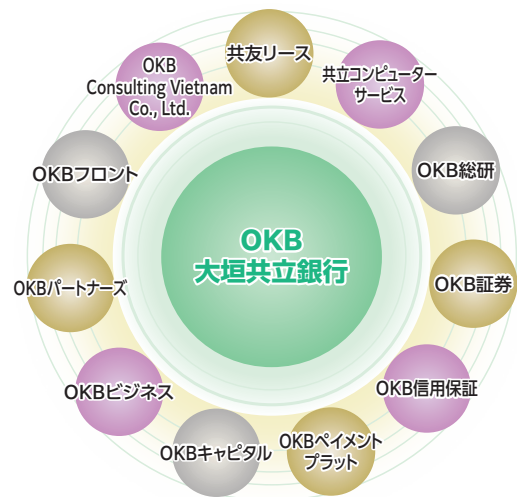 共友リース
共立コンピューター
サービス
OKB総研
OKB証券
OKB信用保証
OKBペイメント
プラット
OKBキャピタル
OKBビジネス
OKBパートナーズ
OKBフロント
OKB
Consulting Vietnam
Co., Ltd.
OKB
大垣共立銀行